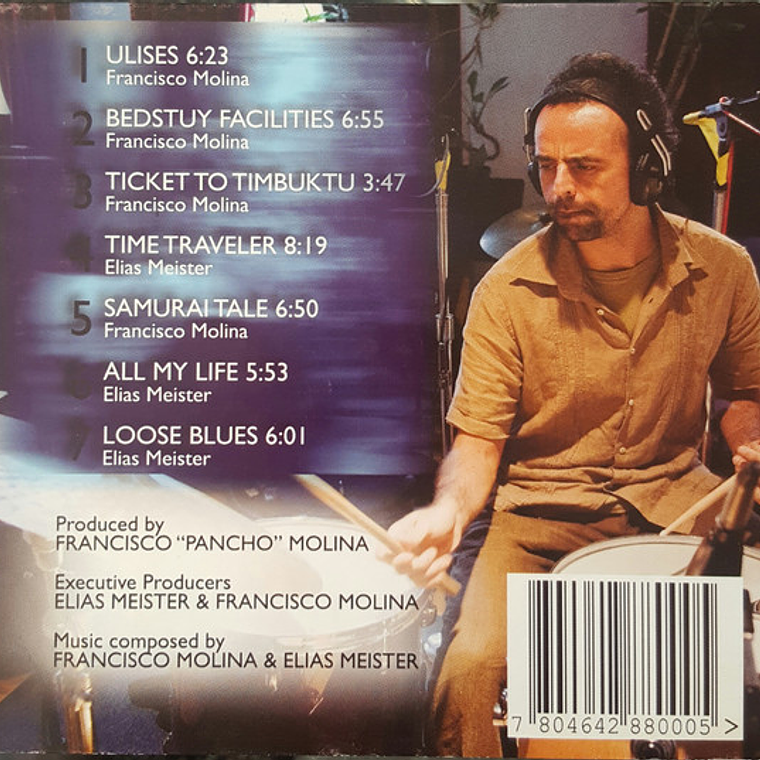 1 ULISES 6:23
Francisco Molina
2 BEDSTUY FACILITIES 6:55
Francisco Molina
3 TICKET TO TIMBUKTU 3:47
Francisco Molina
4 TIME TRAVELER 8:19
Elias Meister
5 SAMURAI TALE 6:50
Francisco Molina
6 ALL MY LIFE 5:53
Elias Meister
7 LOOSE BLUES 6:01
Elias Meister
Produced by
FRANCISCO “PANCHO” MOLINA
Executive Producers
ELIAS MEISTER & FRANCISCO MOLINA
Music composed by
FRANCISCO MOLINA & ELIAS MEISTER
7 804642 880005 >